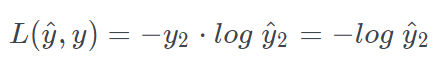 L(ŷ, y) = −y₂ · log ŷ₂ = −log ŷ₂